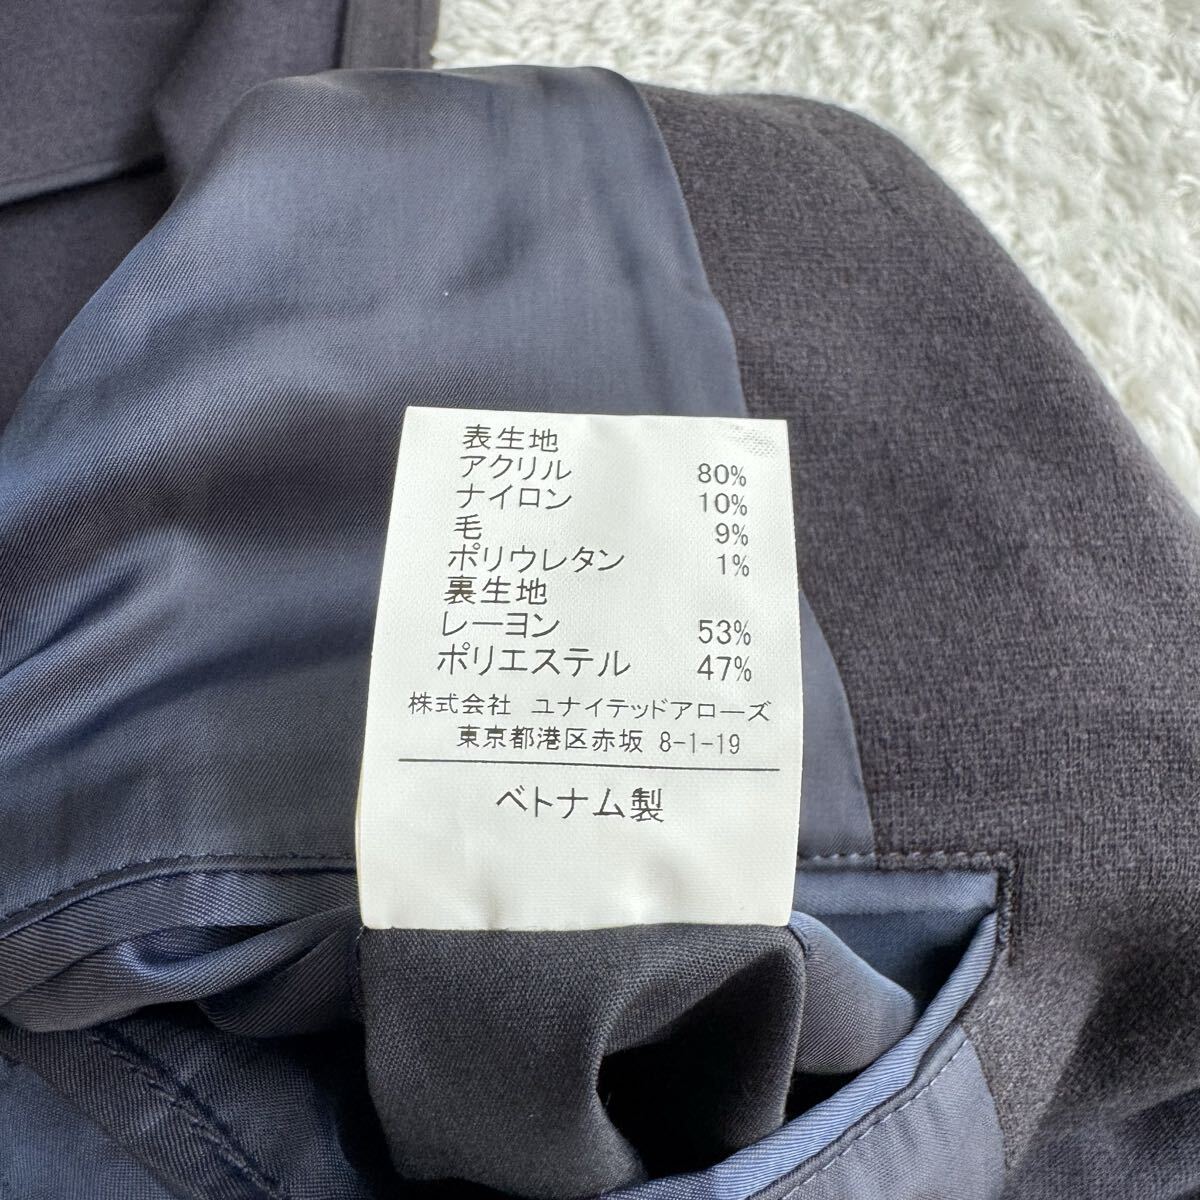 表生地
アクリル 80%
ナイロン 10%
毛 9%
ポリウレタン 1%
裏生地
レーヨン 53%
ポリエステル 47%
株式会社 ユナイテッドアローズ
東京都港区赤坂 8-1-19
ベトナム製